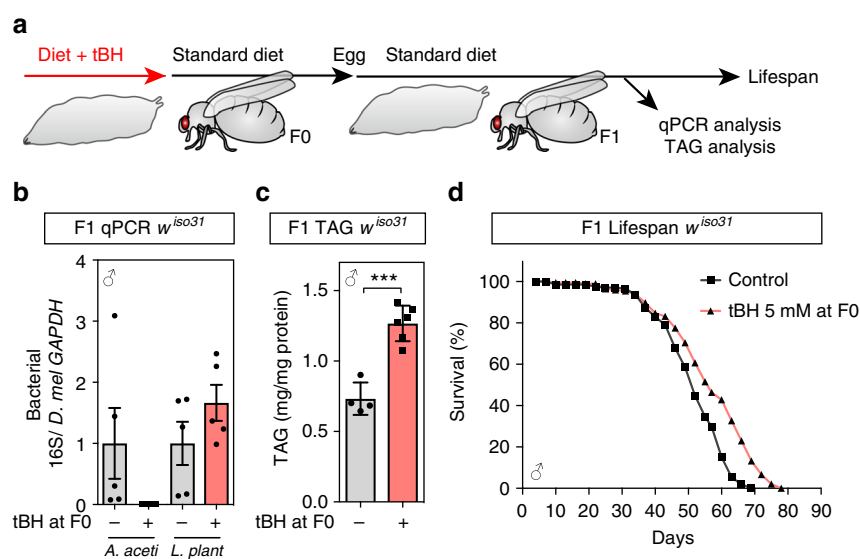 a
Diet + tBH
Standard diet
Egg
Standard diet
Lifespan
F0
F1
qPCR analysis
TAG analysis
b
F1 qPCR w^iso31
♂
Bacterial
16S/ D. mel GAPDH
4
3
2
1
0
tBH at F0 – + – +
A. aceti L. plant
c
F1 TAG w^iso31
♂
***
TAG (mg/mg protein)
1.5
1.0
0.5
0.0
tBH at F0 – +
d
F1 Lifespan w^iso31
Control
tBH 5 mM at F0
Survival (%)
100
80
60
40
20
0
♂
0 10 20 30 40 50 60 70 80 90
Days